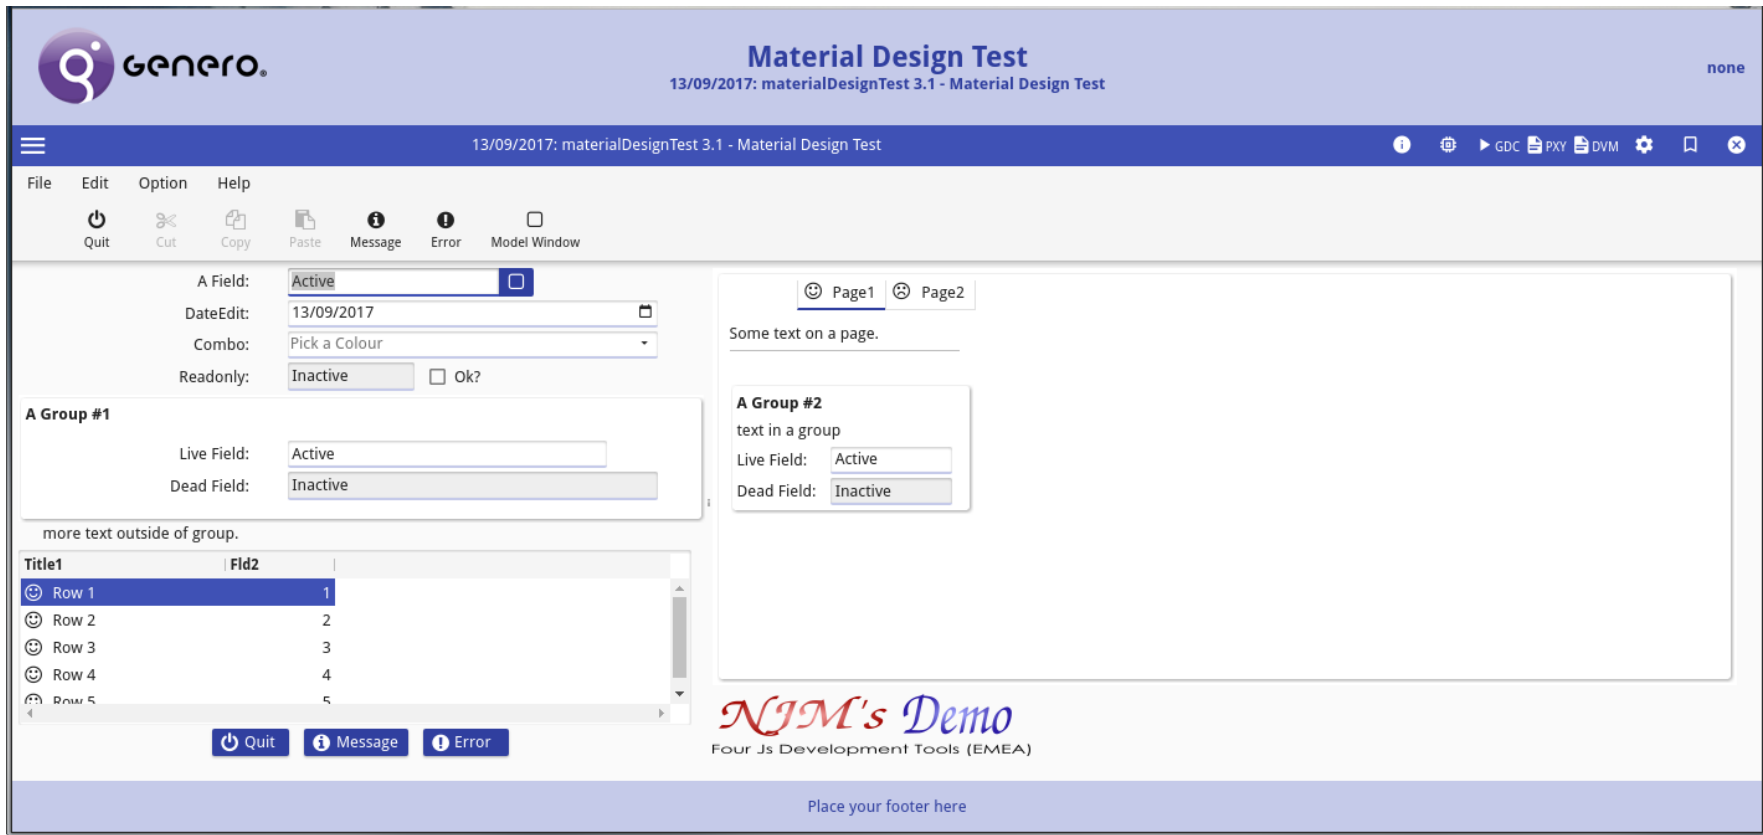 Genero.
Material Design Test
13/09/2017: materialDesignTest 3.1 - Material Design Test
none
13/09/2017: materialDesignTest 3.1 - Material Design Test
GDC PXY DVM
File Edit Option Help
Quit Cut Copy Paste Message Error Model Window
A Field: Active
DateEdit: 13/09/2017
Combo: Pick a Colour
Readonly: Inactive Ok?
A Group #1
Live Field: Active
Dead Field: Inactive
more text outside of group.
Title1 Fld2
Row 1 1
Row 2 2
Row 3 3
Row 4 4
Row 5 5
Quit Message Error
Page1 Page2
Some text on a page.
A Group #2
text in a group
Live Field: Active
Dead Field: Inactive
NJM's Demo
Four Js Development Tools (EMEA)
Place your footer here